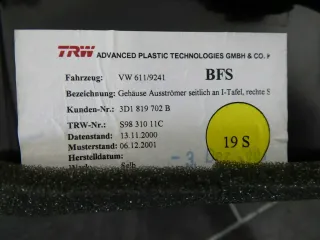 TRW ADVANCED PLASTIC TECHNOLOGIES GMBH & CO.
Fahrzeug: VW 611/9241 BFS
Bezeichnung: Gehäuse Ausströmer seitlich an I-Tafel, rechte S
Kunden-Nr.: 3D1 819 702 B
TRW-Nr.: S98 310 11C
Datenstand: 13.11.2000
Musterstand: 06.12.2001
19 S
Herstelldatum:
Selb